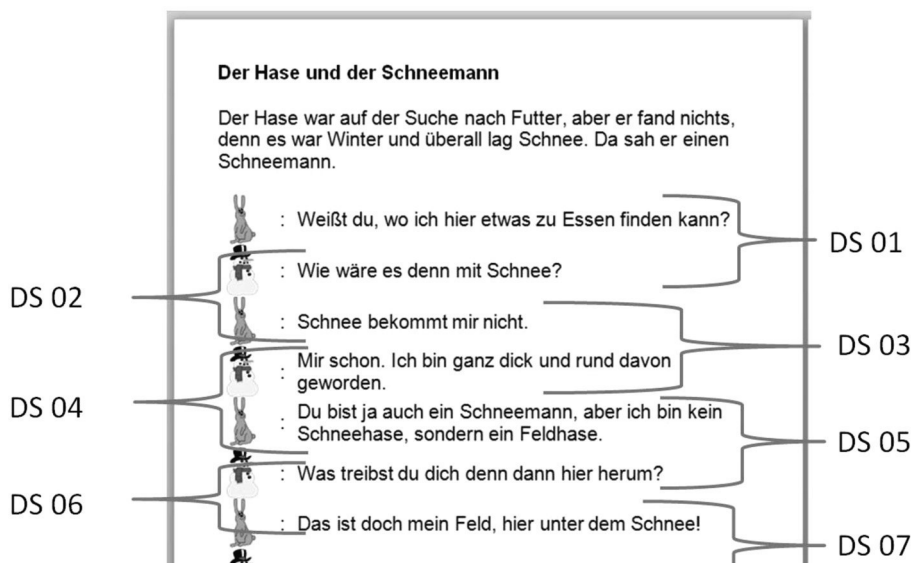 Der Hase und der Schneemann
Der Hase war auf der Suche nach Futter, aber er fand nichts,
denn es war Winter und überall lag Schnee. Da sah er einen
Schneemann.
: Weißt du, wo ich hier etwas zu Essen finden kann?
DS 01
: Wie wäre es denn mit Schnee?
DS 02
: Schnee bekommt mir nicht.
DS 03
: Mir schon. Ich bin ganz dick und rund davon
geworden.
DS 04
: Du bist ja auch ein Schneemann, aber ich bin kein
Schneehase, sondern ein Feldhase.
DS 05
: Was treibst du dich denn dann hier herum?
DS 06
: Das ist doch mein Feld, hier unter dem Schnee!
DS 07